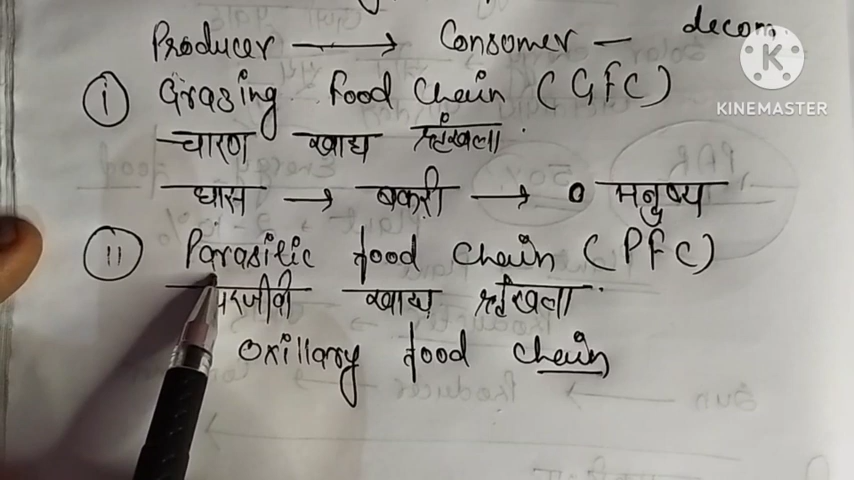 Producer → Consumer — decom
K
KINEMASTER
(i) Grazing food chain (GFC)
चारण खाद्य श्रृंखला
घास → बकरी → मनुष्य
(ii) Parasitic food chain (PFC)
परजीवी खाद्य श्रृंखला
oxillary food chain